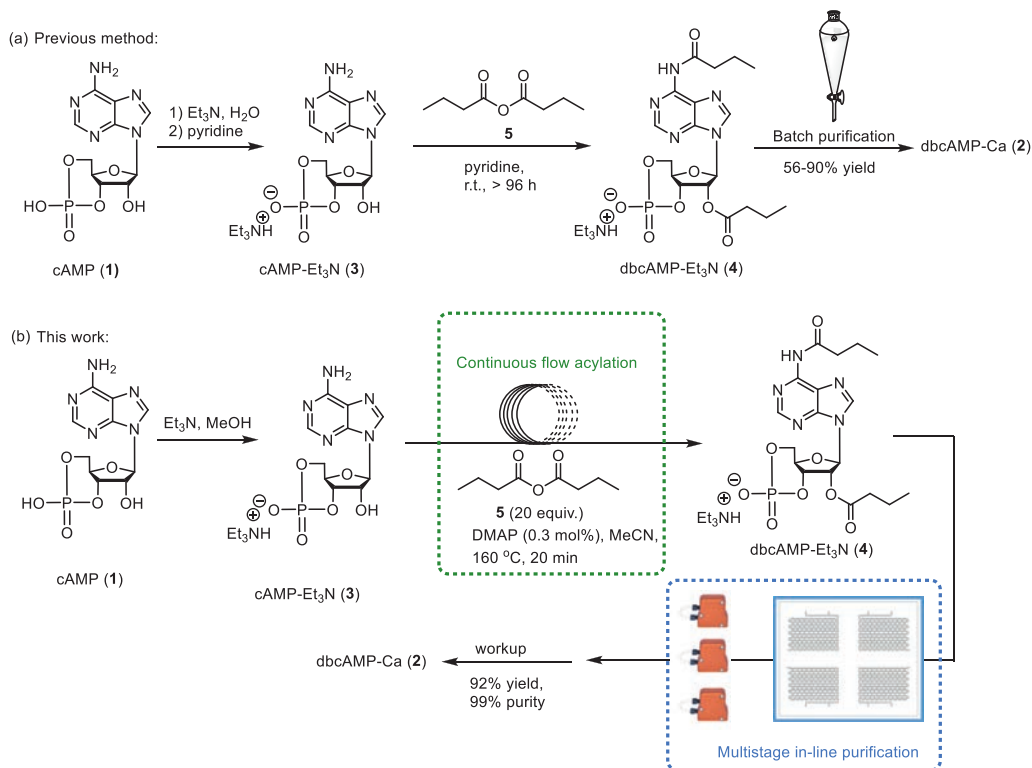 (a) Previous method:
NH2
N
N
N
N
O
O
HO
P
O
OH
O
cAMP (1)
1) Et3N, H2O
2) pyridine
NH2
N
N
N
N
O
O
⊖
O
P
O
OH
⊕
Et3NH
O
cAMP-Et3N (3)
O
O
O
5
pyridine,
r.t., > 96 h
O
HN
N
N
N
N
O
O
⊖
O
P
O
O
⊕
Et3NH
O
O
dbcAMP-Et3N (4)
Batch purification
56-90% yield
dbcAMP-Ca (2)
(b) This work:
NH2
N
N
N
N
O
O
HO
P
O
OH
O
cAMP (1)
Et3N, MeOH
NH2
N
N
N
N
O
O
⊖
O
P
O
OH
⊕
Et3NH
O
cAMP-Et3N (3)
Continuous flow acylation
O
O
O
5 (20 equiv.)
DMAP (0.3 mol%), MeCN,
160 °C, 20 min
O
HN
N
N
N
N
O
O
⊖
O
P
O
O
⊕
Et3NH
O
O
dbcAMP-Et3N (4)
dbcAMP-Ca (2)
workup
92% yield,
99% purity
Multistage in-line purification